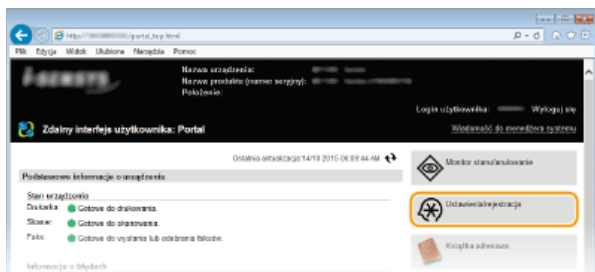 http:// /portal_top.html
Plik Edycja Widok Ulubione Narzędzia Pomoc
Nazwa urządzenia:
Nazwa produktu (numer seryjny):
Położenie:
Login użytkownika: Wyloguj się
Zdalny interfejs użytkownika: Portal
Wiadomość do menedżera systemu
Ostatnia aktualizacja:14/10 2015 06:09:44 AM
Monitor stanu/anulowanie
Podstawowe informacje o urządzeniu
Stan urządzenia
Drukarka: Gotowe do drukowania.
Ustawienia/rejestracja
Skaner: Gotowe do skanowania.
Faks: Gotowe do wysłania lub odebrania faksów.
Książka adresowa
Informacje o błędach